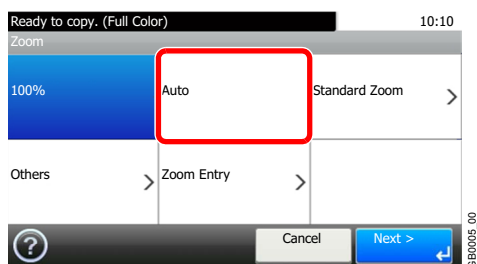 Ready to copy. (Full Color) 10:10
Zoom
100% Auto Standard Zoom >
Others > Zoom Entry >
? Cancel Next >
GB0005_00